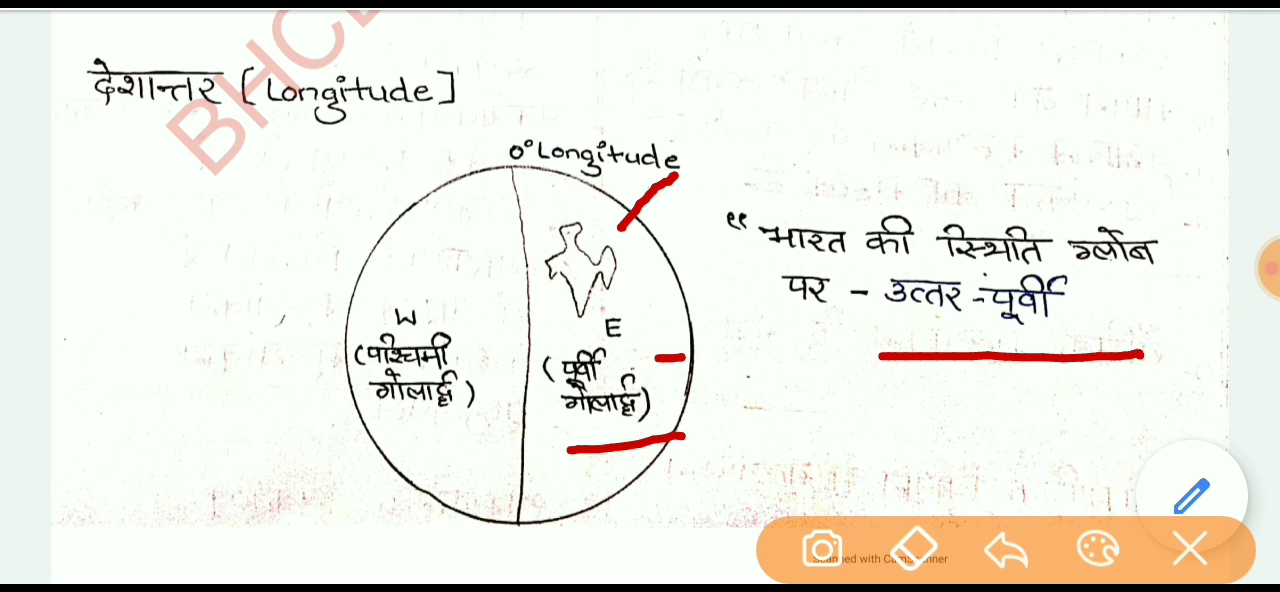 देशान्तर [Longitude]
0° Longitude
“ भारत की स्थिति ग्लोब
पर - उत्तर-पूर्वी
W
(पश्चिमी
गोलार्द्ध)
E
(पूर्वी
गोलार्द्ध)